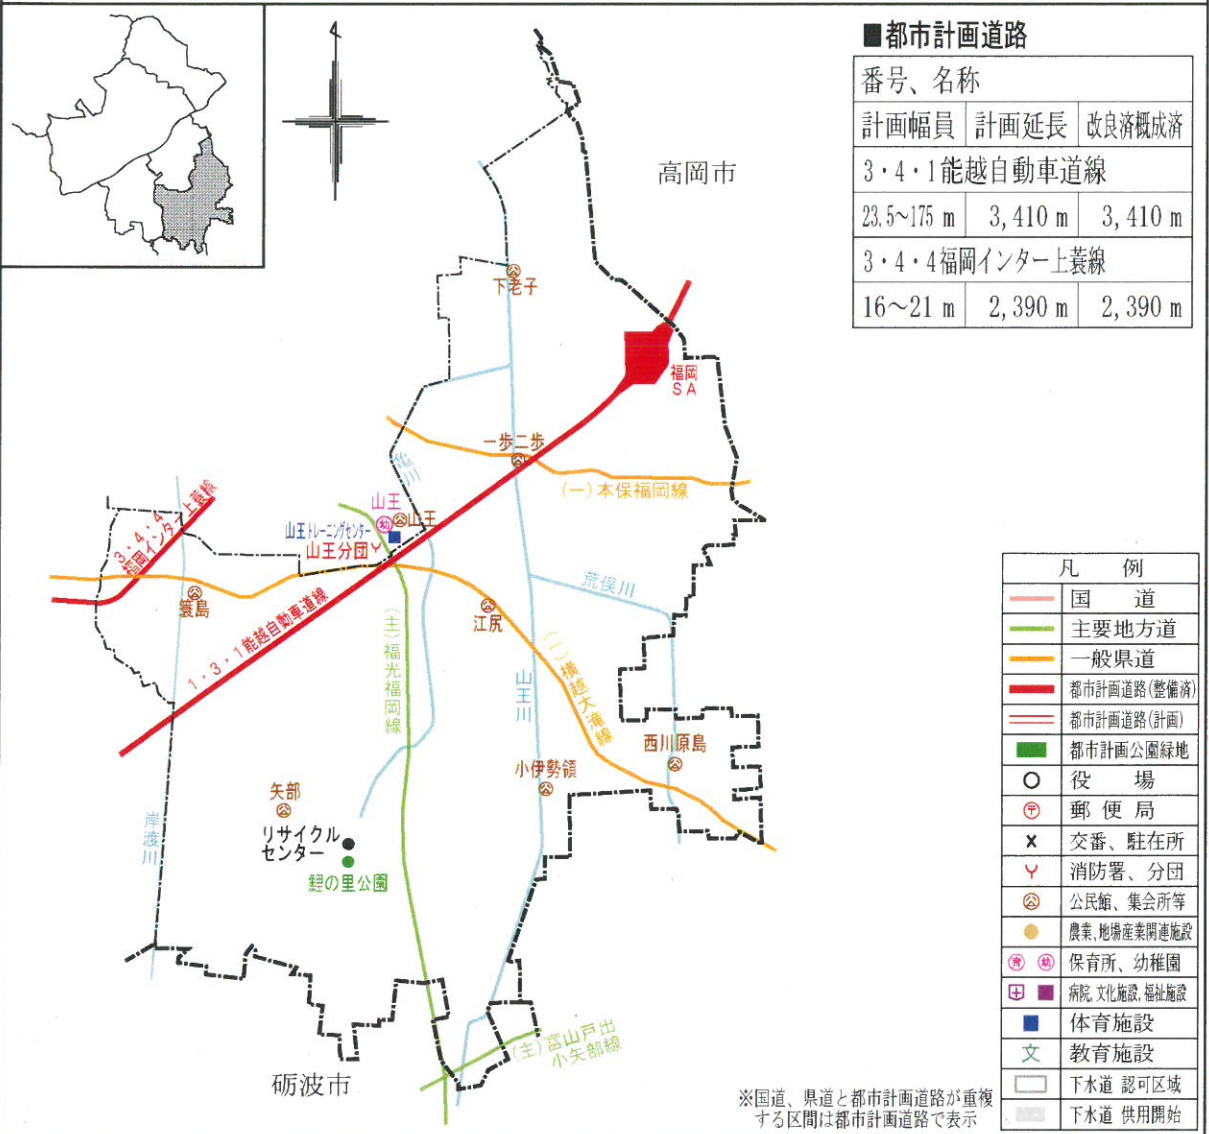 ■都市計画道路
番号、名称
計画幅員 計画延長 改良済概成済
3・4・1能越自動車道線
23.5～175 m 3,410 m 3,410 m
3・4・4福岡インター上蓑線
16～21 m 2,390 m 2,390 m
高岡市
下老子
福岡
SA
一歩二歩
亀川
(一)本保福岡線
山王
山王
山王トレーニングセンター
山王分団
3・4・4
福岡インター上蓑線
蓑島
1・3・1能越自動車道線
(主)福光福岡線
江尻
荒俣川
(一)横越大滝線
山王川
西川原島
小伊勢領
矢部
リサイクル
センター
鯉の里公園
岸渡川
(主)富山戸出
小矢部線
砺波市
※国道、県道と都市計画道路が重複
する区間は都市計画道路で表示
凡 例
国 道
主要地方道
一般県道
都市計画道路(整備済)
都市計画道路(計画)
都市計画公園緑地
役 場
〒 郵便局
交番、駐在所
消防署、分団
公 公民館、集会所等
農業、地場産業関連施設
育 幼 保育所、幼稚園
病院、文化施設、福祉施設
体育施設
文 教育施設
下水道 認可区域
下水道 供用開始